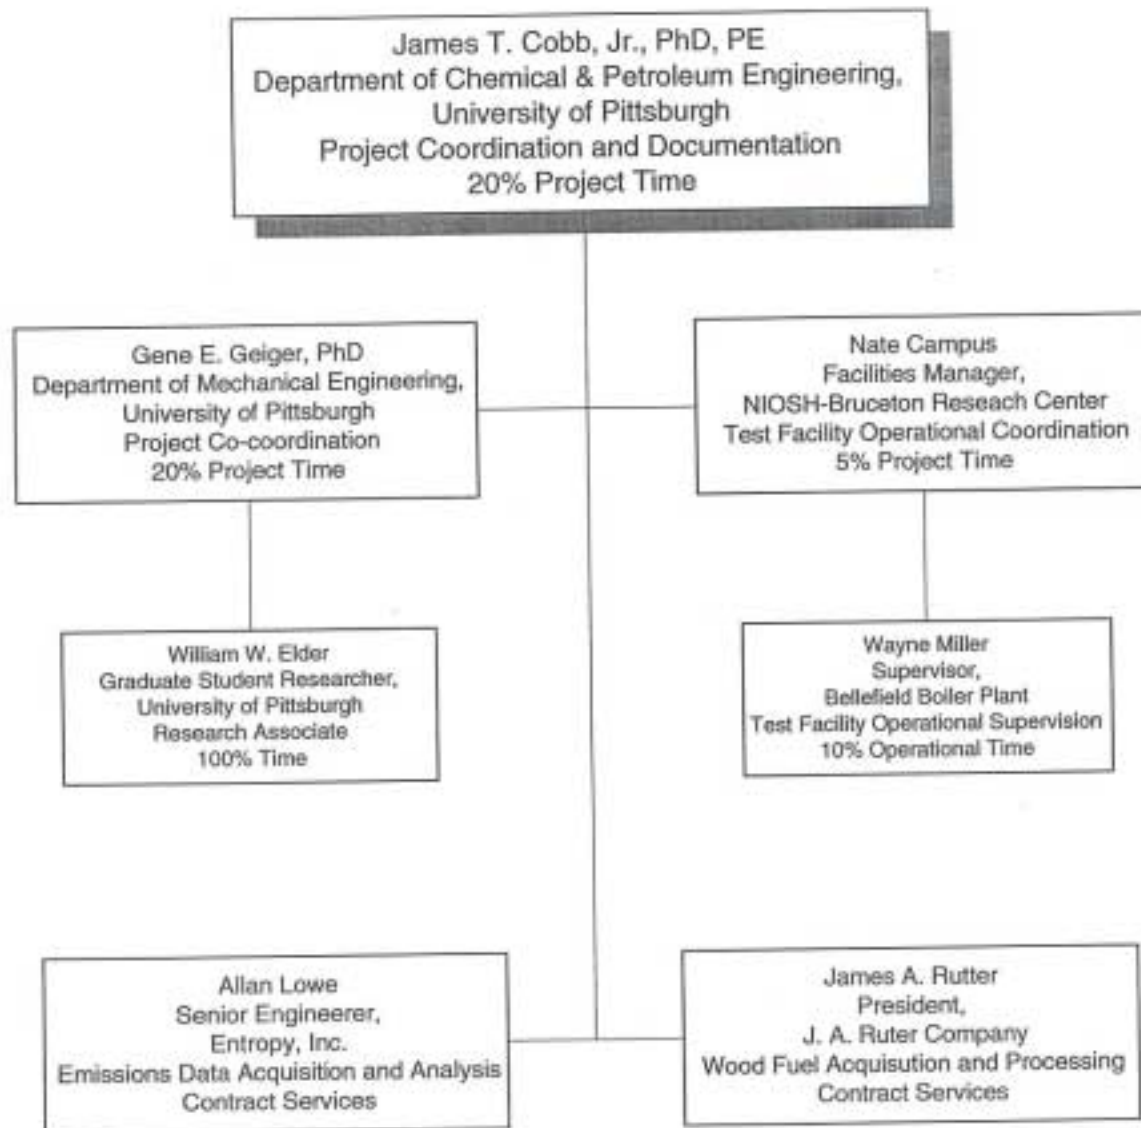 James T. Cobb, Jr., PhD, PE
Department of Chemical & Petroleum Engineering,
University of Pittsburgh
Project Coordination and Documentation
20% Project Time
Gene E. Geiger, PhD
Department of Mechanical Engineering,
University of Pittsburgh
Project Co-coordination
20% Project Time
Nate Campus
Facilities Manager,
NIOSH-Bruceton Reseach Center
Test Facility Operational Coordination
5% Project Time
William W. Elder
Graduate Student Researcher,
University of Pittsburgh
Research Associate
100% Time
Wayne Miller
Supervisor,
Bellefield Boiler Plant
Test Facility Operational Supervision
10% Operational Time
Allan Lowe
Senior Engineerer,
Entropy, Inc.
Emissions Data Acquisition and Analysis
Contract Services
James A. Rutter
President,
J. A. Ruter Company
Wood Fuel Acquisution and Processing
Contract Services